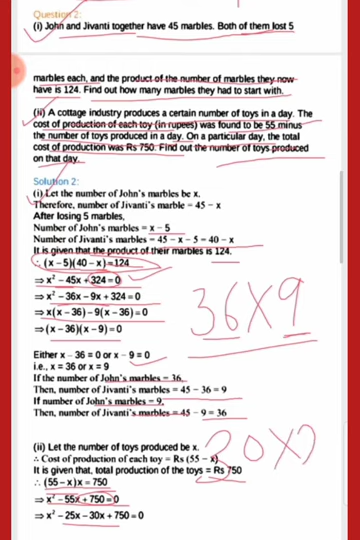 Question 2:
(i) John and Jivanti together have 45 marbles. Both of them lost 5
marbles each, and the product of the number of marbles they now
have is 124. Find out how many marbles they had to start with.
(ii) A cottage industry produces a certain number of toys in a day. The
cost of production of each toy (in rupees) was found to be 55 minus
the number of toys produced in a day. On a particular day, the total
cost of production was Rs 750. Find out the number of toys produced
on that day.
Solution 2:
(i) Let the number of John's marbles be x.
Therefore, number of Jivanti's marble = 45 - x
After losing 5 marbles,
Number of John's marbles = x - 5
Number of Jivanti's marbles = 45 - x - 5 = 40 - x
It is given that the product of their marbles is 124.
∴ (x - 5)(40 - x) = 124
⇒ x² - 45x + 324 = 0
⇒ x² - 36x - 9x + 324 = 0
⇒ x(x - 36) - 9(x - 36) = 0
⇒ (x - 36)(x - 9) = 0
36 X 9
Either x - 36 = 0 or x - 9 = 0
i.e., x = 36 or x = 9
If the number of John's marbles = 36,
Then, number of Jivanti's marbles = 45 - 36 = 9
If number of John's marbles = 9,
Then, number of Jivanti's marbles = 45 - 9 = 36
(ii) Let the number of toys produced be x.
∴ Cost of production of each toy = Rs (55 - x)
It is given that, total production of the toys = Rs 750
∴ (55 - x)x = 750
⇒ x² - 55x + 750 = 0
⇒ x² - 25x - 30x + 750 = 0